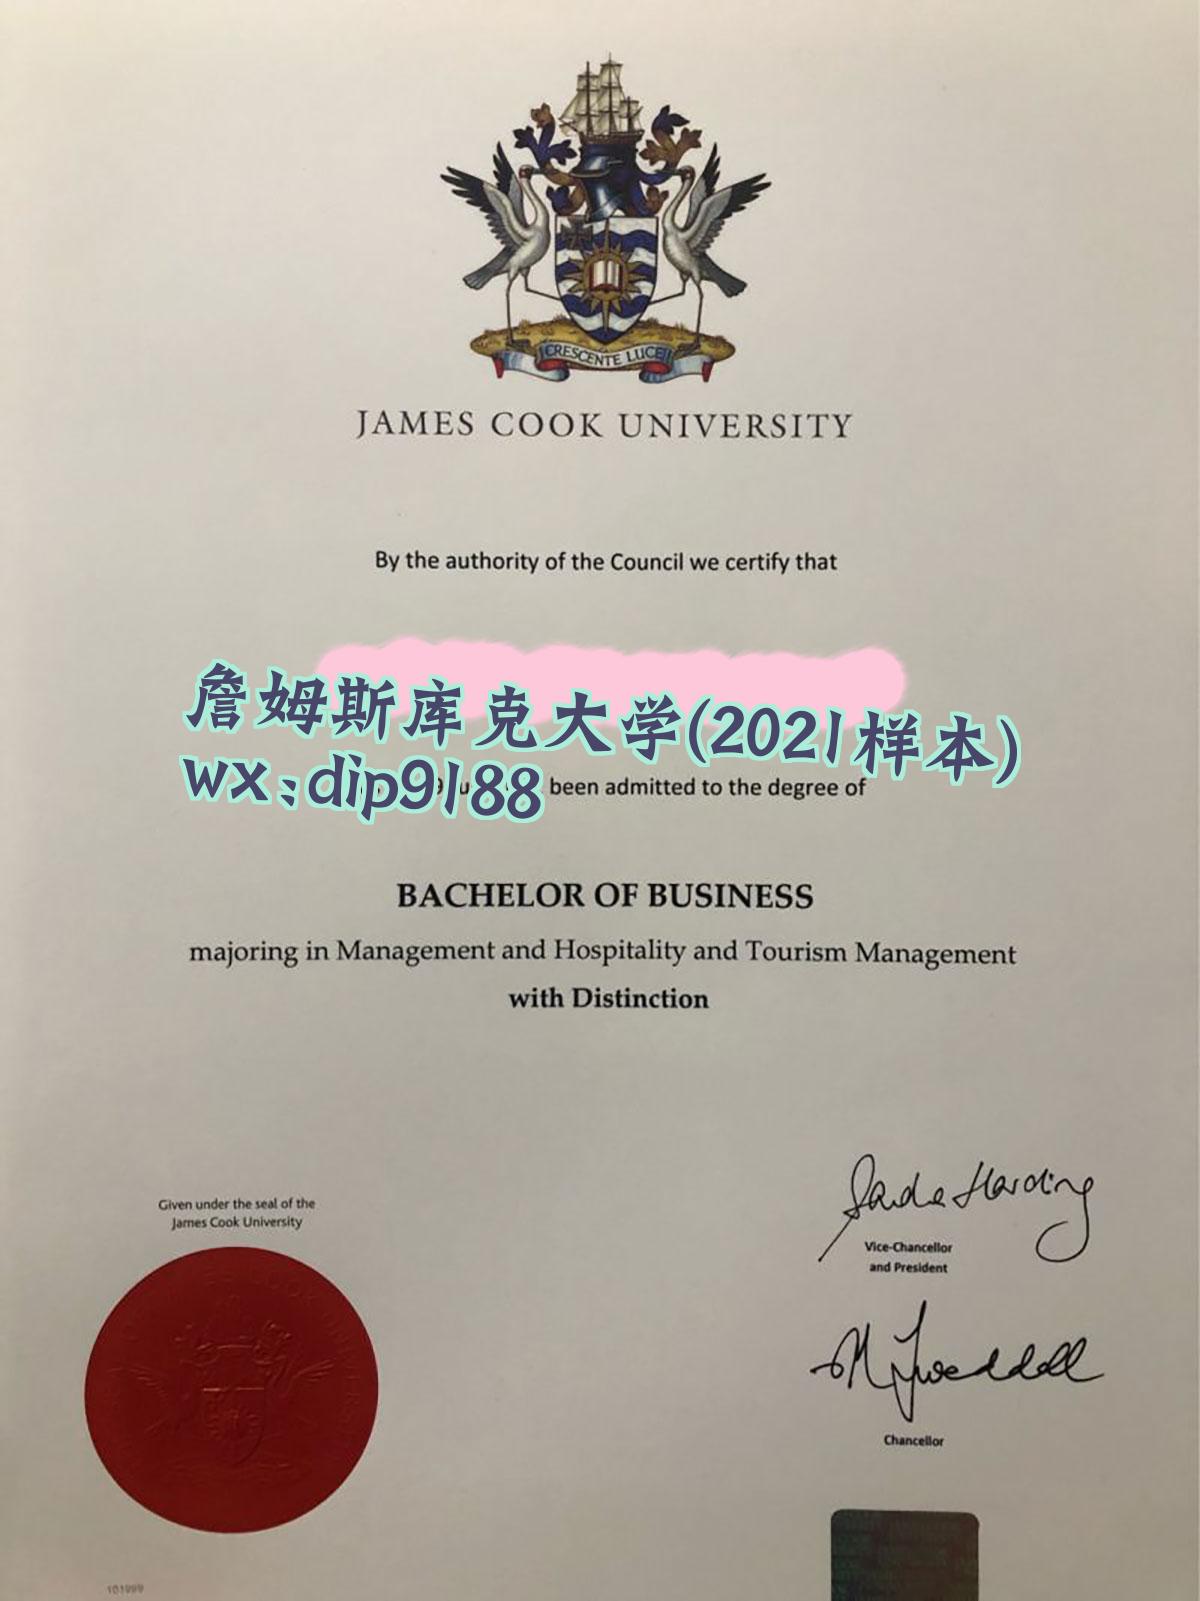 CRESCENTE LUCE
JAMES COOK UNIVERSITY
By the authority of the Council we certify that
詹姆斯库克大学(2021样本)
wx:dip9188
been admitted to the degree of
BACHELOR OF BUSINESS
majoring in Management and Hospitality and Tourism Management
with Distinction
Given under the seal of the
James Cook University
Vice-Chancellor
and President
Chancellor
101999